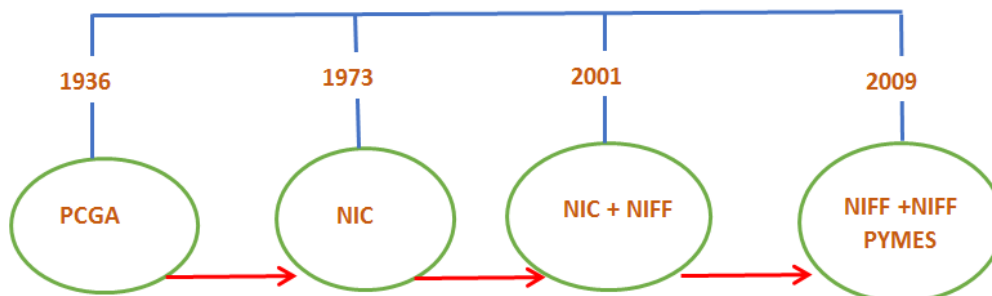 1936
1973
2001
2009
PCGA
NIC
NIC + NIFF
NIFF +NIFF
PYMES